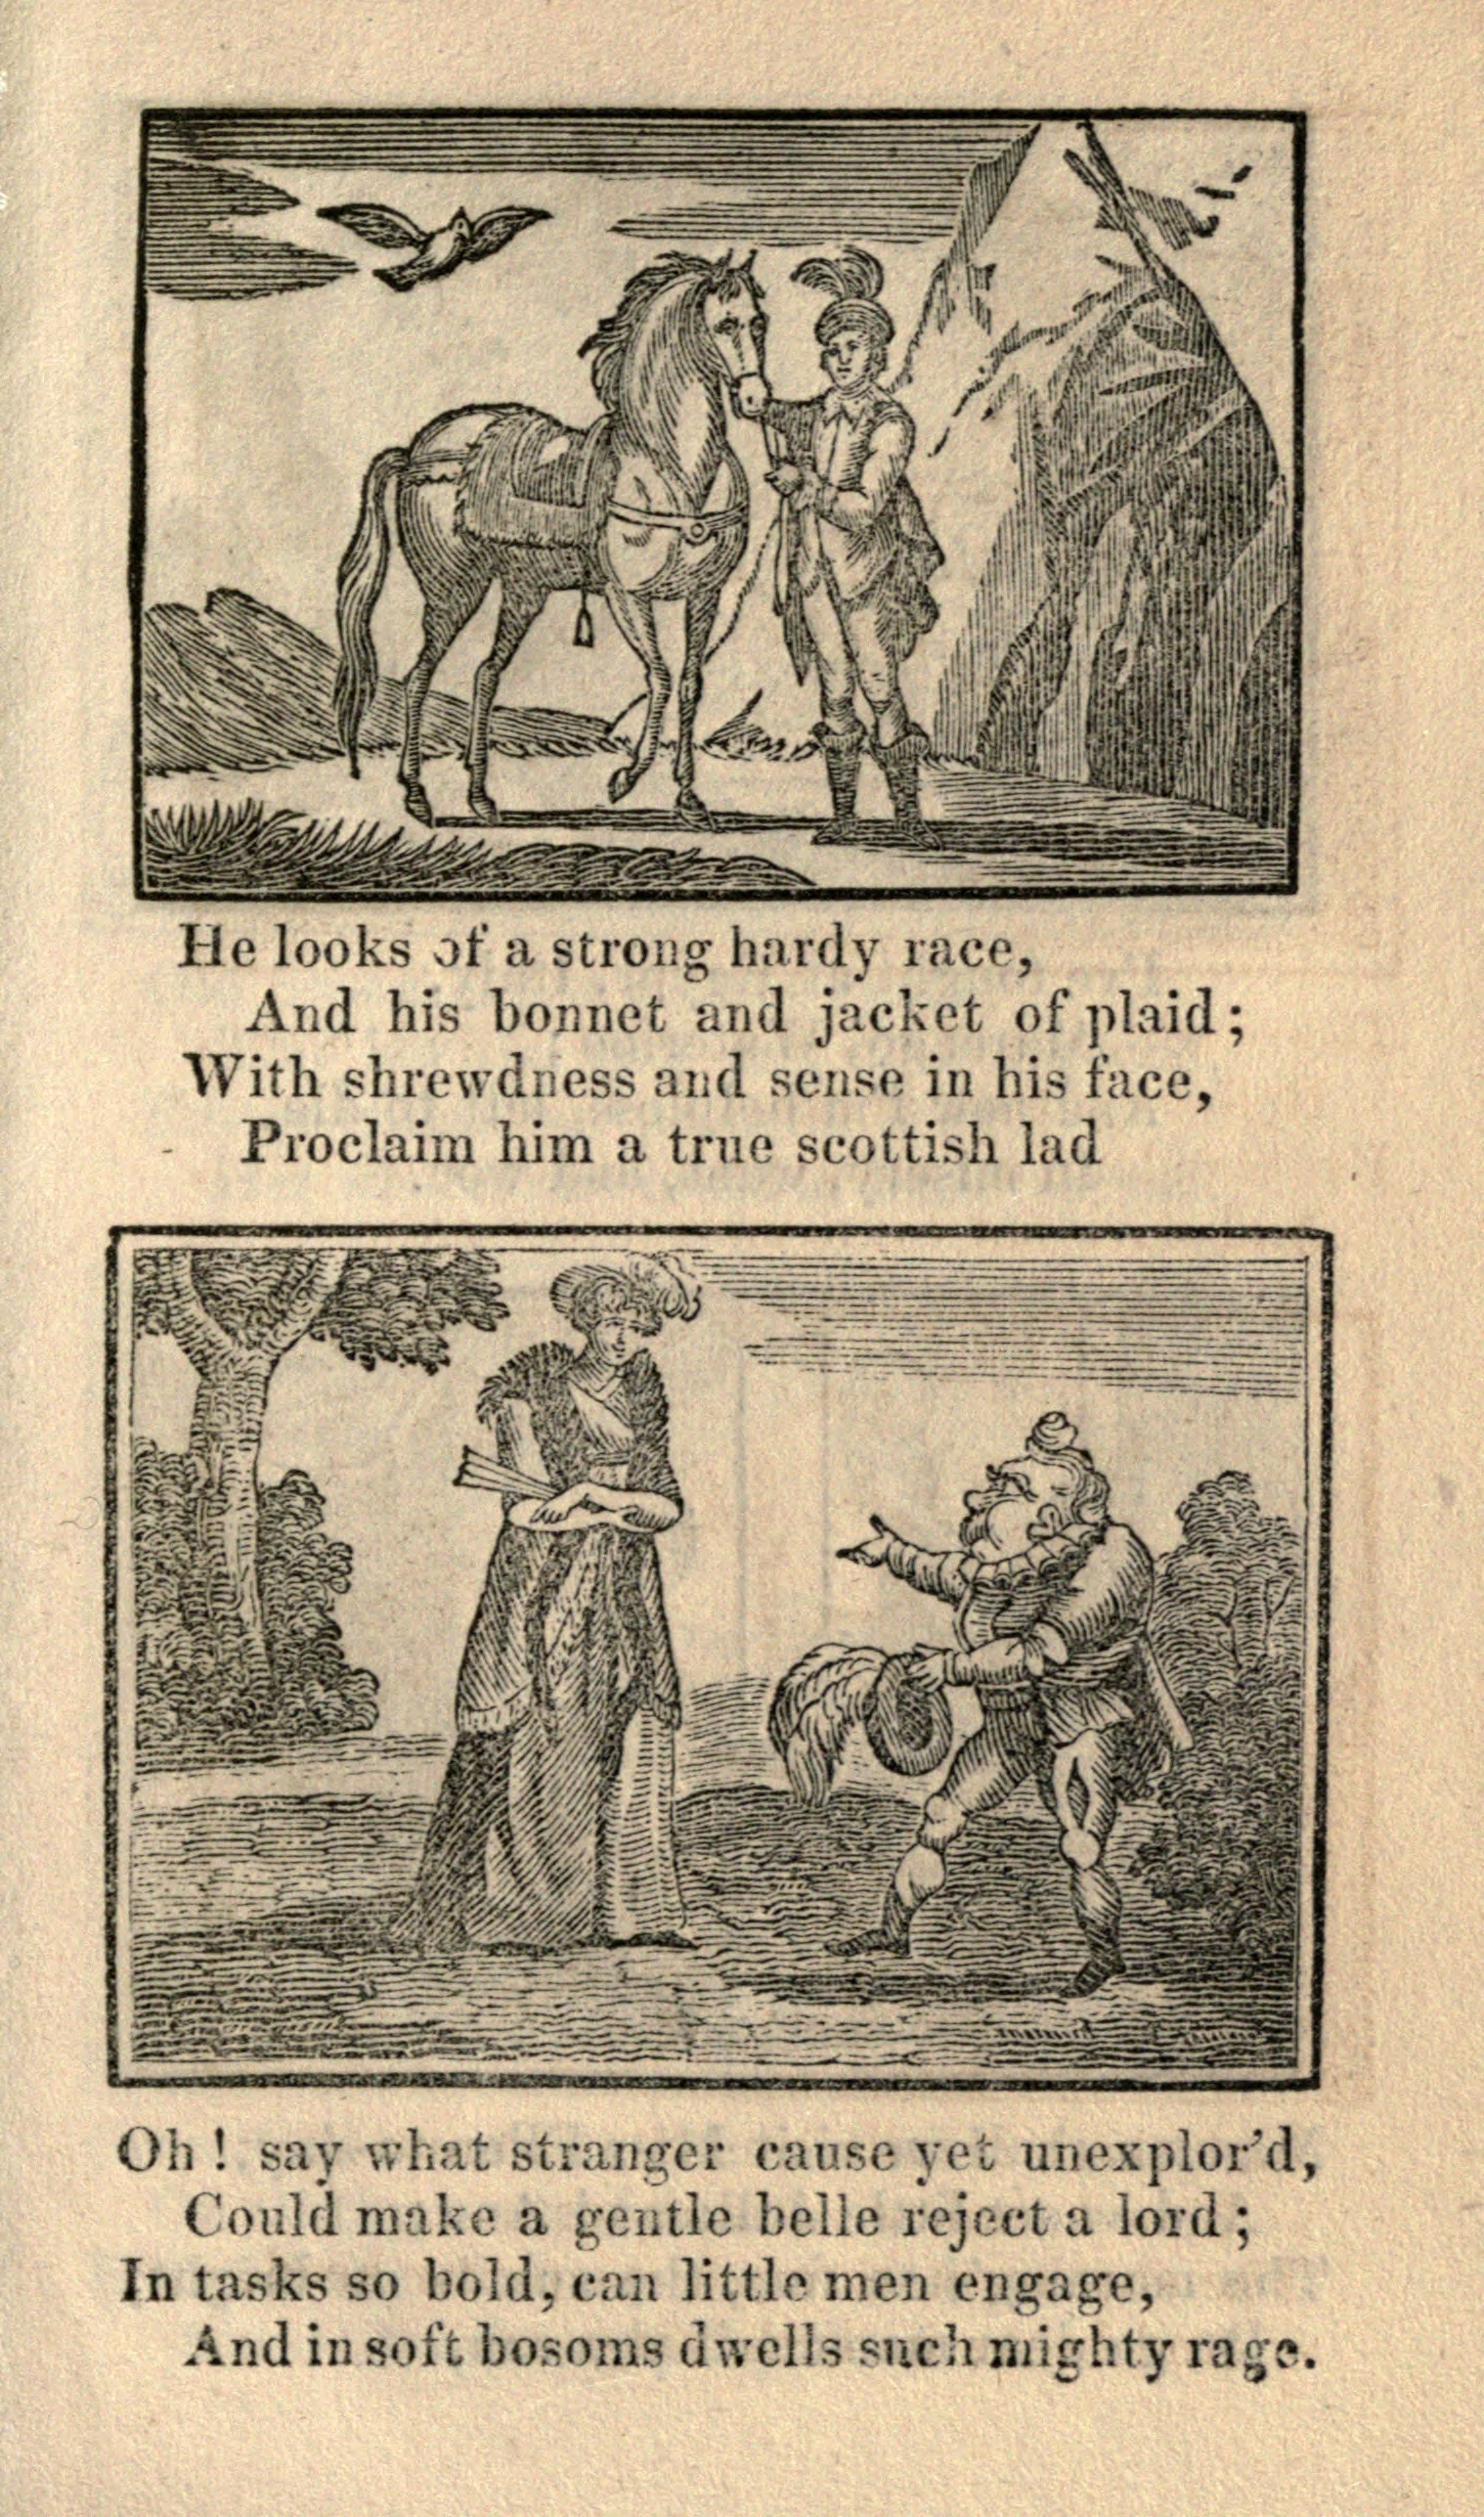 He looks of a strong hardy race,
And his bonnet and jacket of plaid;
With shrewdness and sense in his face,
Proclaim him a true scottish lad
Oh! say what stranger cause yet unexplor'd,
Could make a gentle belle reject a lord;
In tasks so bold, can little men engage,
And in soft bosoms dwells such mighty rage.